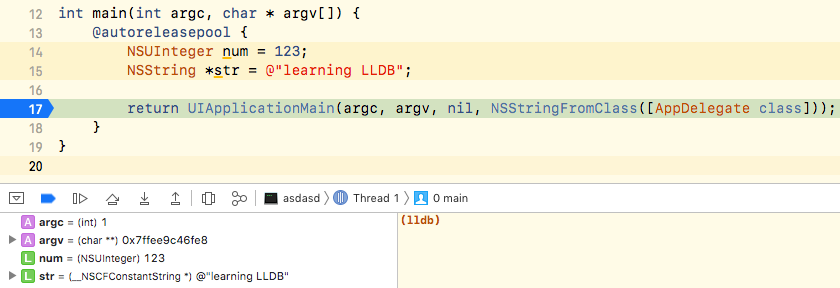 12 int main(int argc, char * argv[]) {
13 @autoreleasepool {
14 NSUInteger num = 123;
15 NSString *str = @"learning LLDB";
16
17 return UIApplicationMain(argc, argv, nil, NSStringFromClass([AppDelegate class]));
18 }
19 }
20
asdasd Thread 1 0 main
A argc = (int) 1
A argv = (char **) 0x7ffee9c46fe8
L num = (NSUInteger) 123
L str = (__NSCFConstantString *) @"learning LLDB"
(lldb)